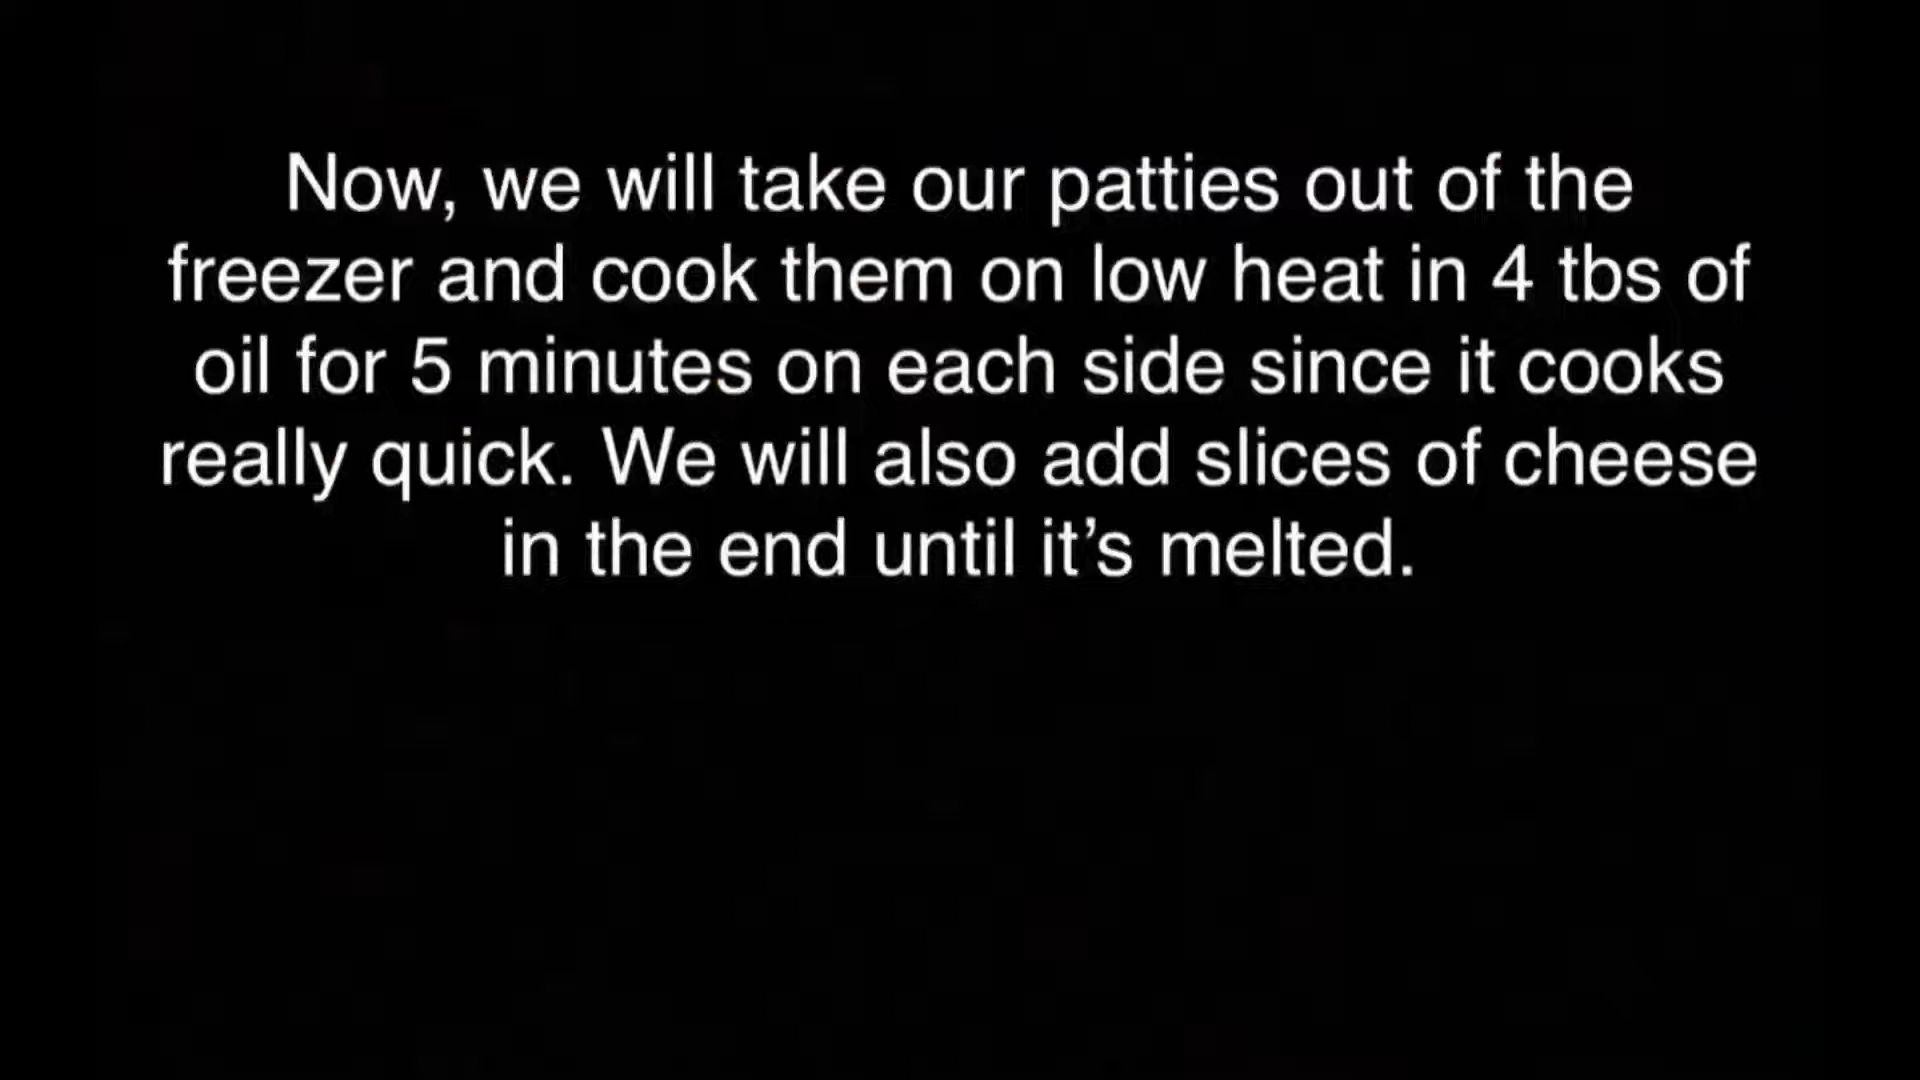 Now, we will take our patties out of the
freezer and cook them on low heat in 4 tbs of
oil for 5 minutes on each side since it cooks
really quick. We will also add slices of cheese
in the end until it’s melted.